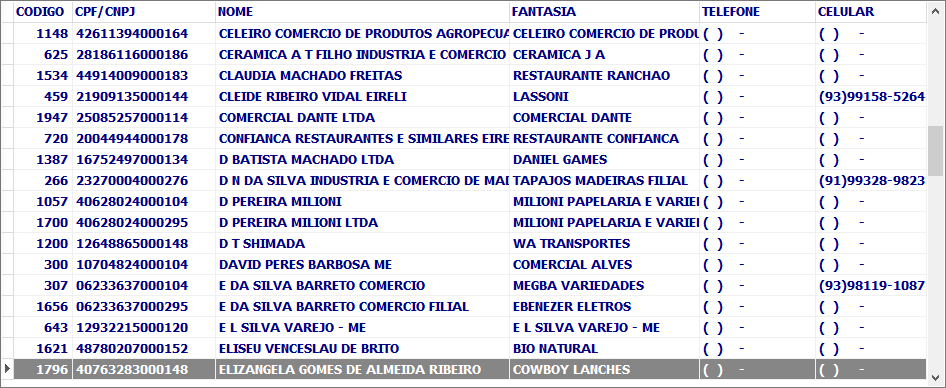 CODIGO CPF/CNPJ NOME FANTASIA TELEFONE CELULAR
1148 42611394000164 CELEIRO COMERCIO DE PRODUTOS AGROPECUA CELEIRO COMERCIO DE PRODU ( ) - ( ) -
625 28186116000186 CERAMICA A T FILHO INDUSTRIA E COMERCIO CERAMICA J A ( ) - ( ) -
1534 44914009000183 CLAUDIA MACHADO FREITAS RESTAURANTE RANCHAO ( ) - ( ) -
459 21909135000144 CLEIDE RIBEIRO VIDAL EIRELI LASSONI ( ) - (93)99158-5264
1947 25085257000114 COMERCIAL DANTE LTDA COMERCIAL DANTE ( ) - ( ) -
720 20044944000178 CONFIANCA RESTAURANTES E SIMILARES EIRE RESTAURANTE CONFIANCA ( ) - ( ) -
1387 16752497000134 D BATISTA MACHADO LTDA DANIEL GAMES ( ) - ( ) -
266 23270004000276 D N DA SILVA INDUSTRIA E COMERCIO DE MAD TAPAJOS MADEIRAS FILIAL ( ) - (91)99328-9823
1057 40628024000104 D PEREIRA MILIONI MILIONI PAPELARIA E VARIED ( ) - ( ) -
1700 40628024000295 D PEREIRA MILIONI LTDA MILIONI PAPELARIA E VARIED ( ) - ( ) -
1200 12648865000148 D T SHIMADA WA TRANSPORTES ( ) - ( ) -
300 10704824000104 DAVID PERES BARBOSA ME COMERCIAL ALVES ( ) - ( ) -
307 06233637000104 E DA SILVA BARRETO COMERCIO MEGBA VARIEDADES ( ) - (93)98119-1087
1656 06233637000295 E DA SILVA BARRETO COMERCIO FILIAL EBENEZER ELETROS ( ) - ( ) -
643 12932215000120 E L SILVA VAREJO - ME E L SILVA VAREJO - ME ( ) - ( ) -
1621 48780207000152 ELISEU VENCESLAU DE BRITO BIO NATURAL ( ) - ( ) -
1796 40763283000148 ELIZANGELA GOMES DE ALMEIDA RIBEIRO COWBOY LANCHES ( ) - ( ) -